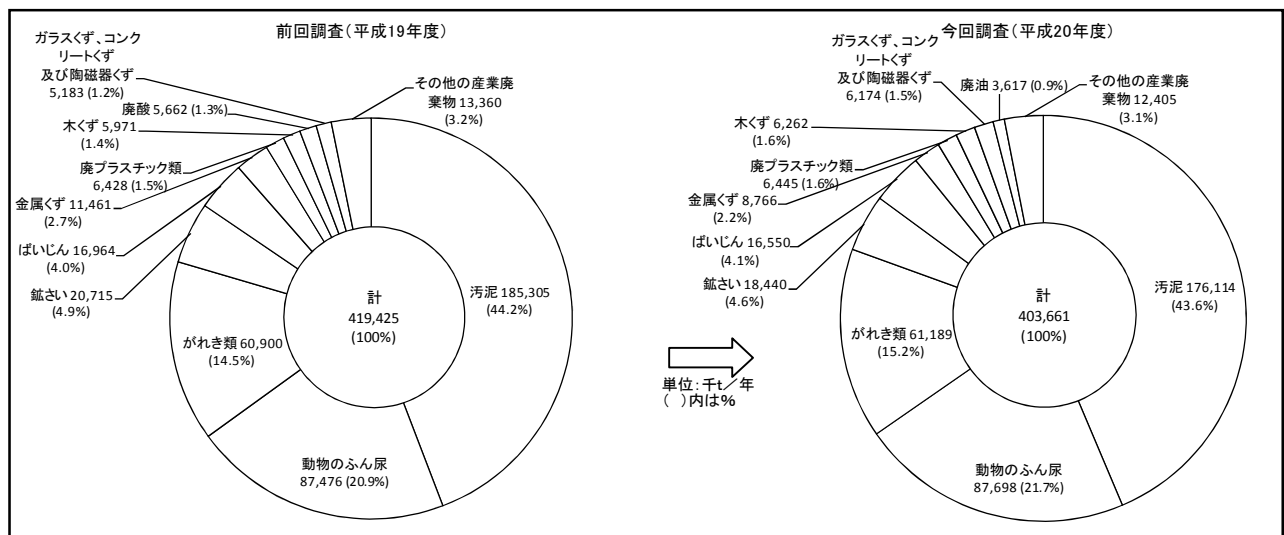 前回調査(平成19年度)
ガラスくず、コンク
リートくず
及び陶磁器くず
5,183 (1.2%)
廃酸 5,662 (1.3%)
木くず 5,971
(1.4%)
廃プラスチック類
6,428 (1.5%)
金属くず 11,461
(2.7%)
ばいじん 16,964
(4.0%)
鉱さい 20,715
(4.9%)
がれき類 60,900
(14.5%)
動物のふん尿
87,476 (20.9%)
汚泥 185,305
(44.2%)
その他の産業廃
棄物 13,360
(3.2%)
計
419,425
(100%)
単位:千t/年
( )内は%
今回調査(平成20年度)
ガラスくず、コンク
リートくず
及び陶磁器くず
6,174 (1.5%)
廃油 3,617 (0.9%)
その他の産業廃
棄物 12,405
(3.1%)
木くず 6,262
(1.6%)
廃プラスチック類
6,445 (1.6%)
金属くず 8,766
(2.2%)
ばいじん 16,550
(4.1%)
鉱さい 18,440
(4.6%)
がれき類 61,189
(15.2%)
動物のふん尿
87,698 (21.7%)
汚泥 176,114
(43.6%)
計
403,661
(100%)